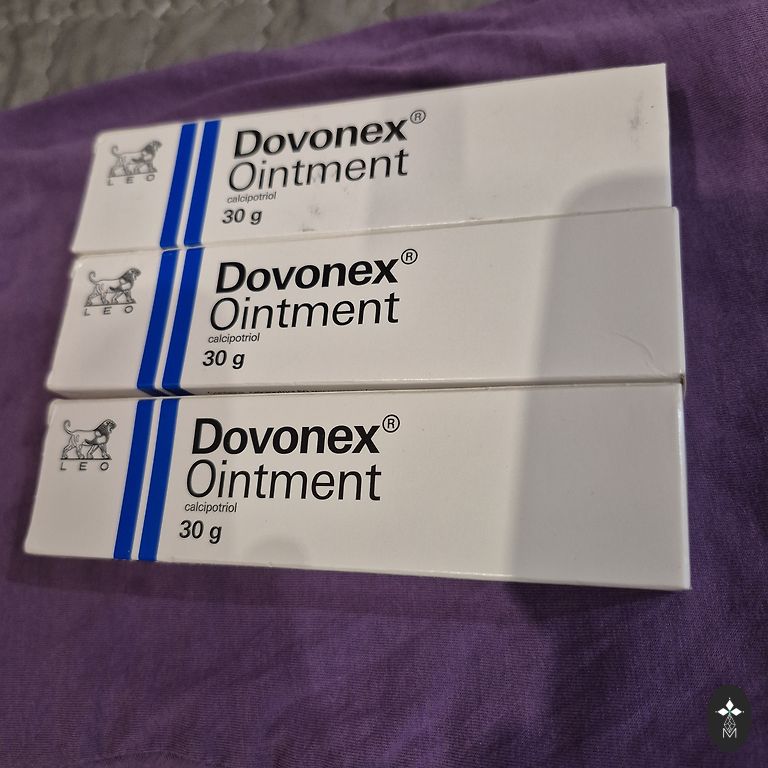 Dovonex®
Ointment
calcipotriol
30 g
LEO
Dovonex®
Ointment
calcipotriol
30 g
LEO
Dovonex®
Ointment
calcipotriol
30 g
LEO
M